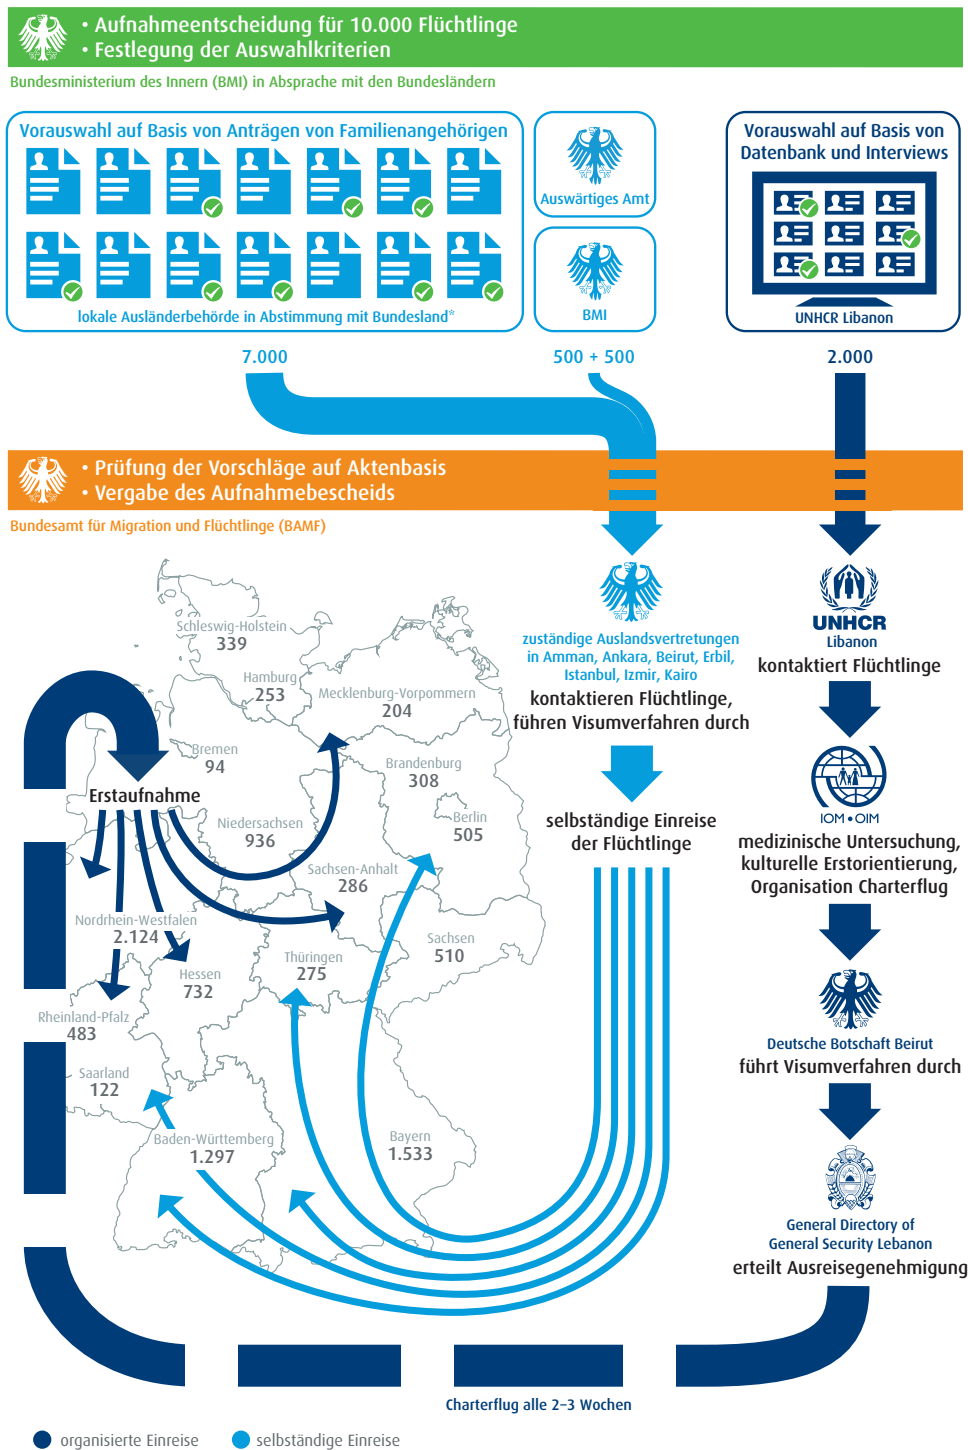 • Aufnahmeentscheidung für 10.000 Flüchtlinge
• Festlegung der Auswahlkriterien
Bundesministerium des Innern (BMI) in Absprache mit den Bundesländern
Vorauswahl auf Basis von Anträgen von Familienangehörigen
lokale Ausländerbehörde in Abstimmung mit Bundesland*
Auswärtiges Amt
BMI
Vorauswahl auf Basis von
Datenbank und Interviews
UNHCR Libanon
7.000
500 + 500
2.000
• Prüfung der Vorschläge auf Aktenbasis
• Vergabe des Aufnahmebescheids
Bundesamt für Migration und Flüchtlinge (BAMF)
zuständige Auslandsvertretungen
in Amman, Ankara, Beirut, Erbil,
Istanbul, Izmir, Kairo
kontaktieren Flüchtlinge,
führen Visumverfahren durch
selbständige Einreise
der Flüchtlinge
UNHCR
Libanon
kontaktiert Flüchtlinge
IOM • OIM
medizinische Untersuchung,
kulturelle Erstorientierung,
Organisation Charterflug
Deutsche Botschaft Beirut
führt Visumverfahren durch
General Directory of
General Security Lebanon
erteilt Ausreisegenehmigung
Schleswig-Holstein
339
Hamburg
253
Mecklenburg-Vorpommern
204
Bremen
94
Brandenburg
308
Erstaufnahme
Niedersachsen
936
Berlin
505
Sachsen-Anhalt
286
Nordrhein-Westfalen
2.124
Sachsen
510
Thüringen
275
Hessen
732
Rheinland-Pfalz
483
Saarland
122
Baden-Württemberg
1.297
Bayern
1.533
Charterflug alle 2–3 Wochen
organisierte Einreise
selbständige Einreise